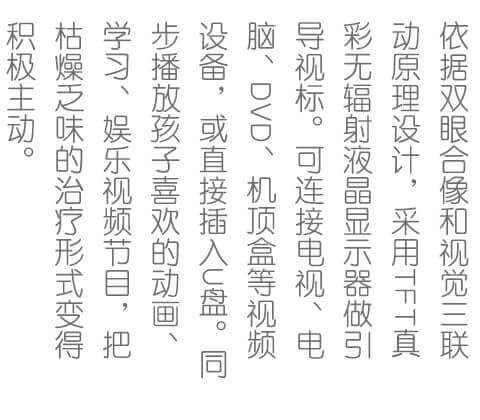 依据双眼合像和视觉三联
动原理设计，采用TFT真
彩无辐射液晶显示器做引
导视标。可连接电视、电
脑、DVD、机顶盒等视频
设备，或直接插入U盘。同
步播放孩子喜欢的动画、
学习、娱乐视频节目，把
枯燥乏味的治疗形式变得
积极主动。